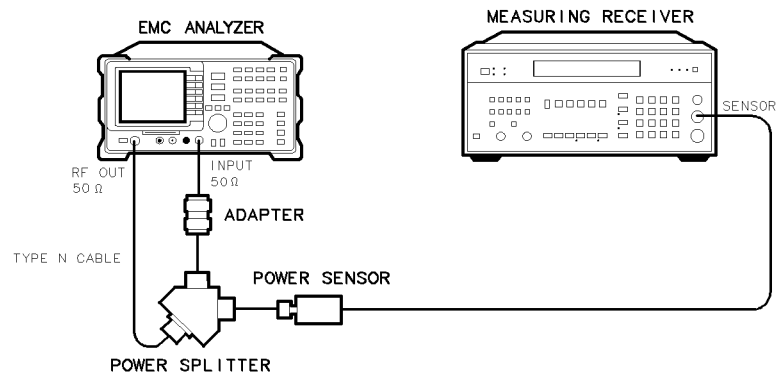 MEASURING RECEIVER
EMC ANALYZER
SENSOR
RF OUT
50 Ω
INPUT
50 Ω
ADAPTER
TYPE N CABLE
POWER SENSOR
POWER SPLITTER